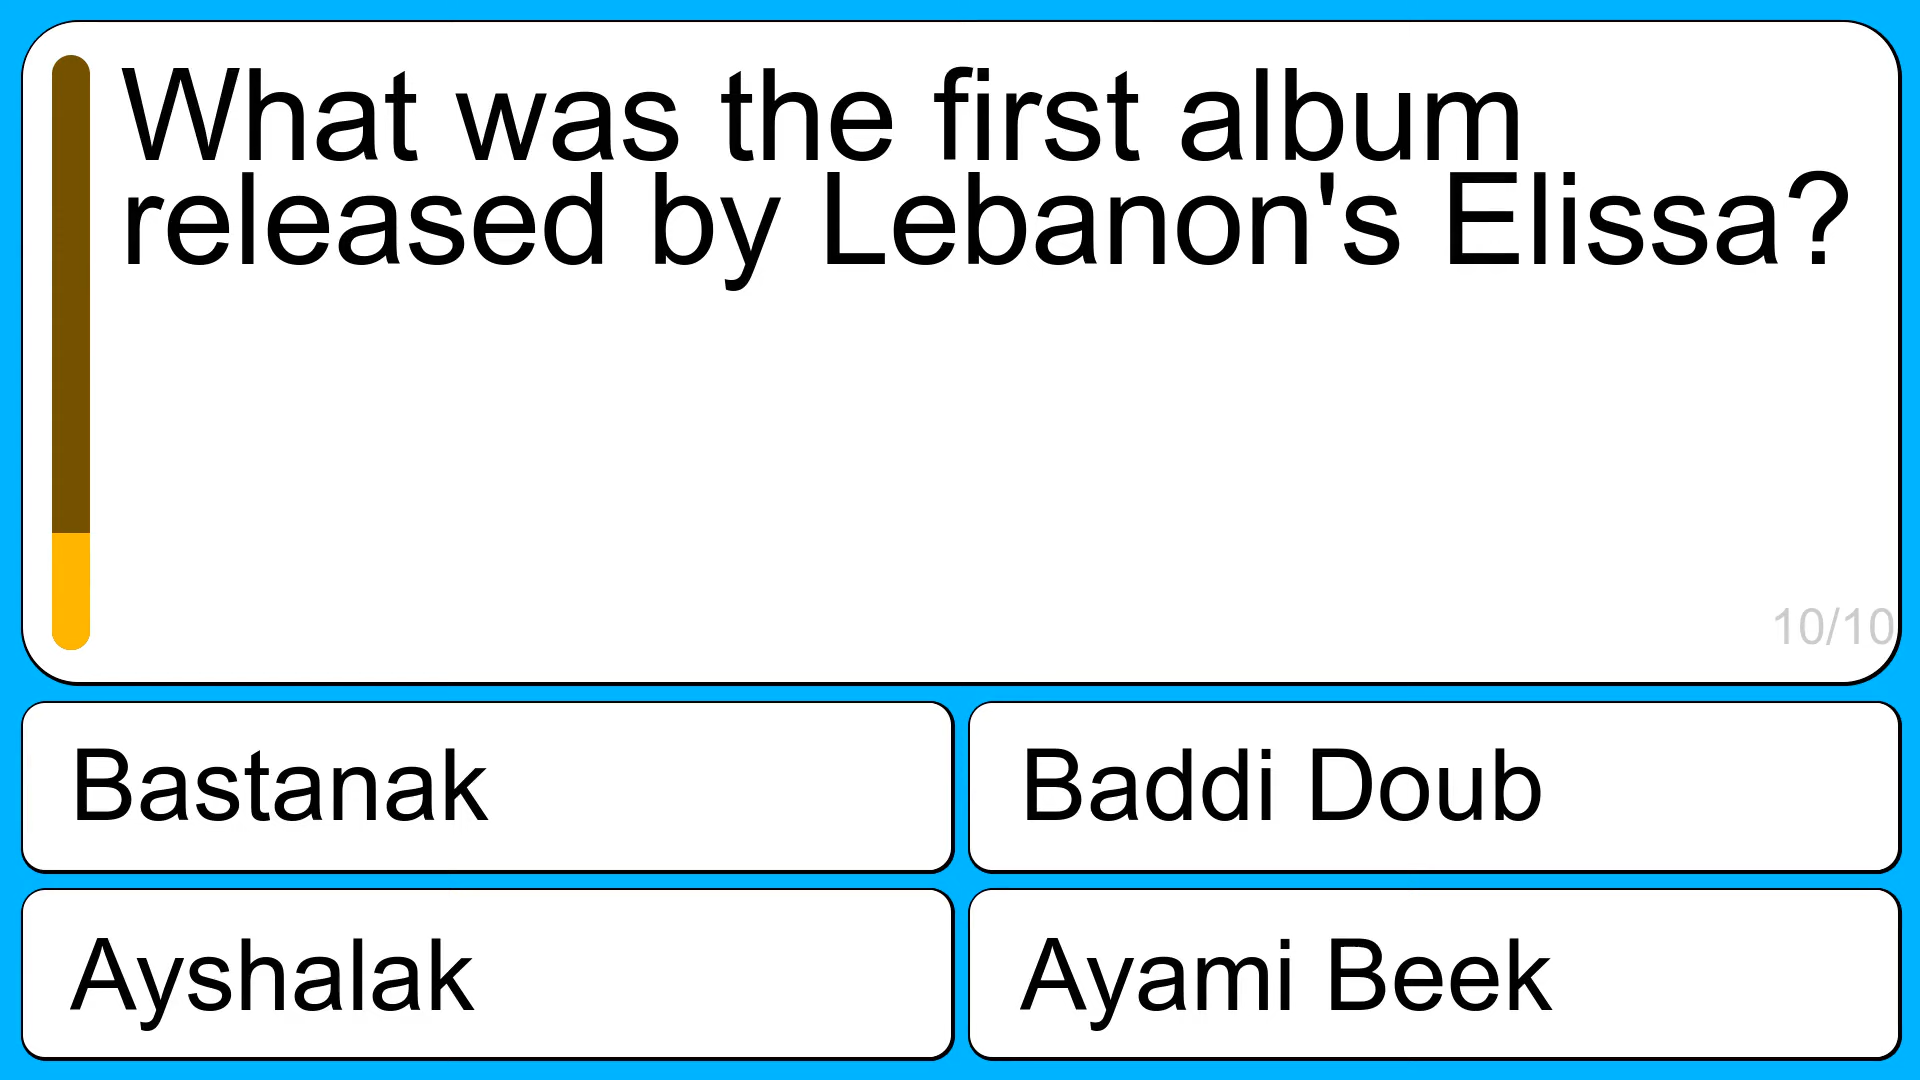 What was the first album
released by Lebanon's Elissa?
10/10
Bastanak
Baddi Doub
Ayshalak
Ayami Beek